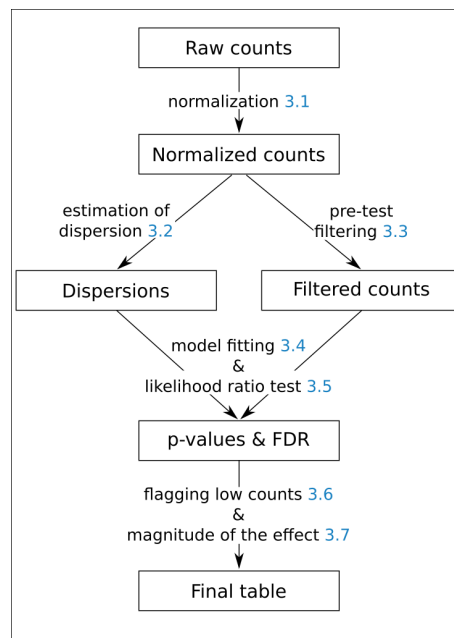 Raw counts
normalization 3.1
Normalized counts
estimation of
dispersion 3.2
pre-test
filtering 3.3
Dispersions
Filtered counts
model fitting 3.4
&
likelihood ratio test 3.5
p-values & FDR
flagging low counts 3.6
&
magnitude of the effect 3.7
Final table